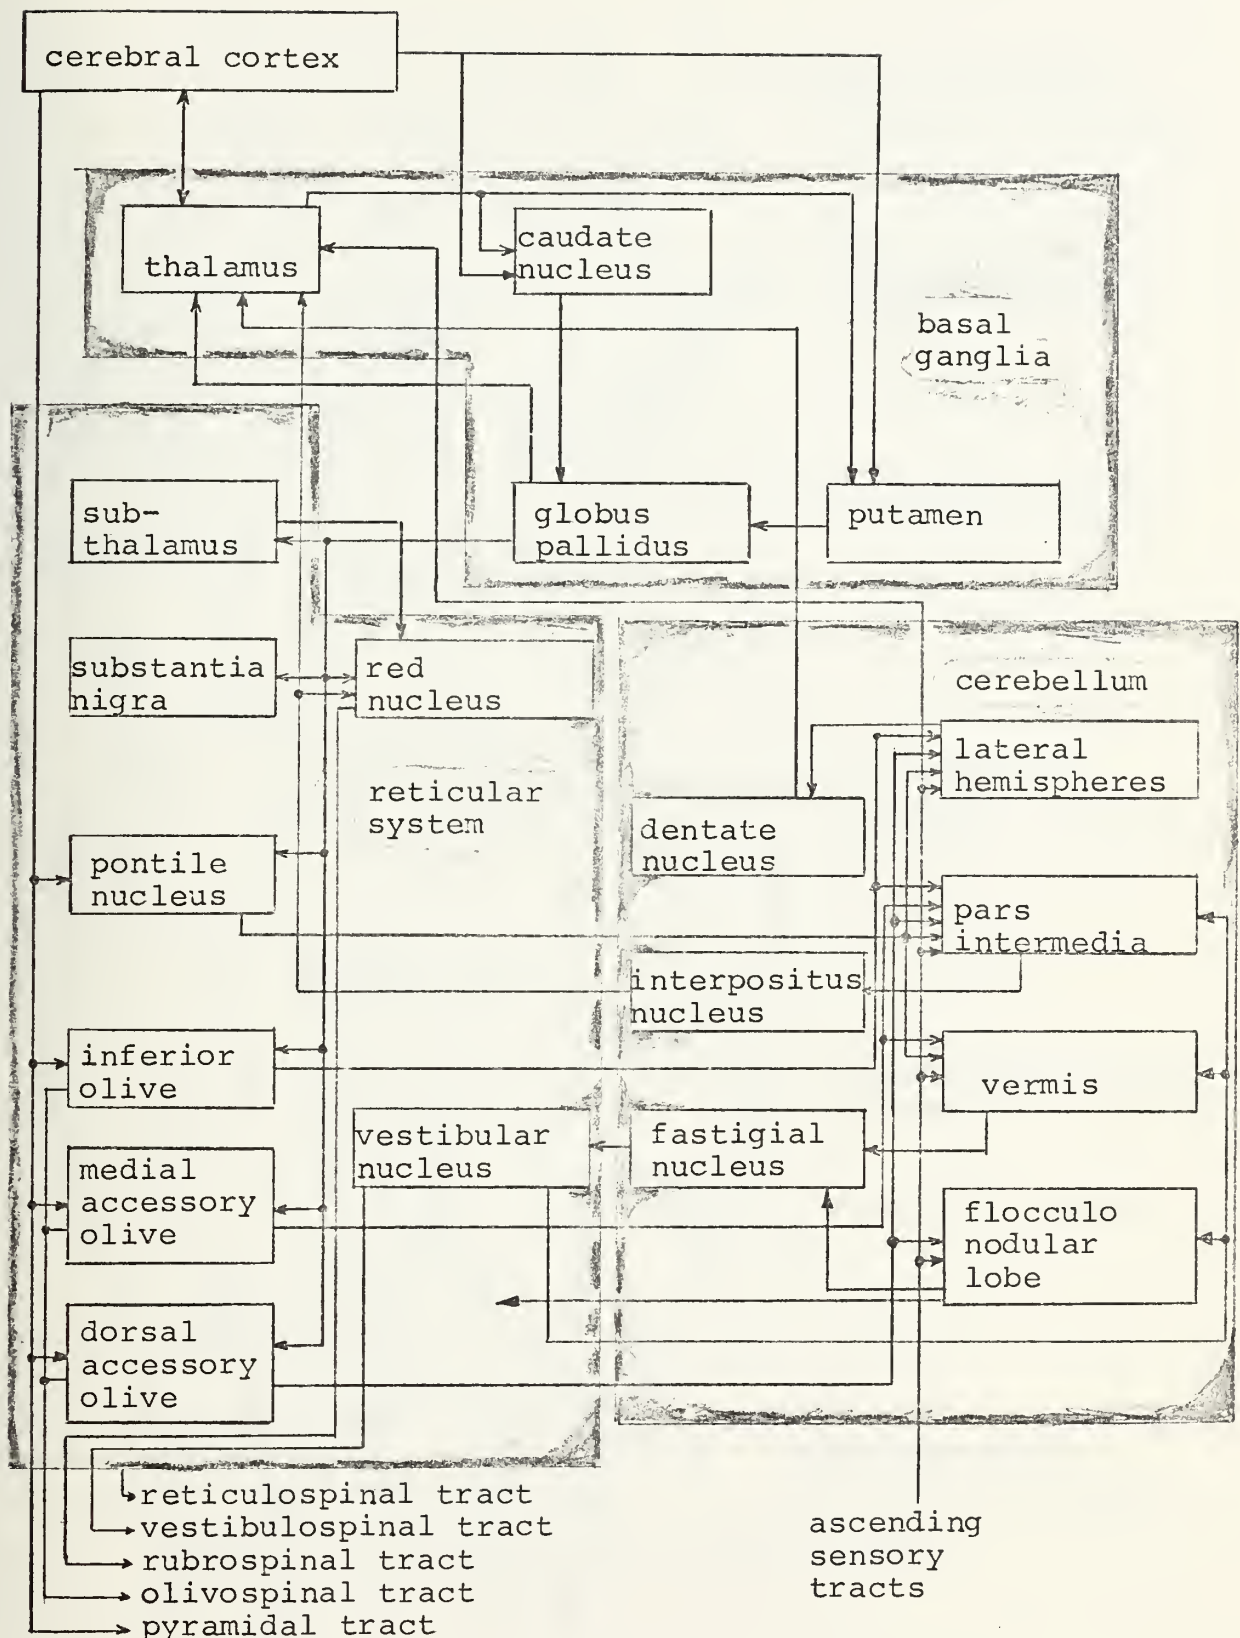 cerebral cortex
thalamus
caudate
nucleus
basal
ganglia
sub-
thalamus
globus
pallidus
putamen
substantia
nigra
red
nucleus
cerebellum
lateral
hemispheres
reticular
system
dentate
nucleus
pontile
nucleus
pars
intermedia
interpositus
nucleus
inferior
olive
vermis
vestibular
nucleus
fastigial
nucleus
medial
accessory
olive
flocculo
nodular
lobe
dorsal
accessory
olive
reticulospinal tract
vestibulospinal tract
rubrospinal tract
olivospinal tract
pyramidal tract
ascending
sensory
tracts